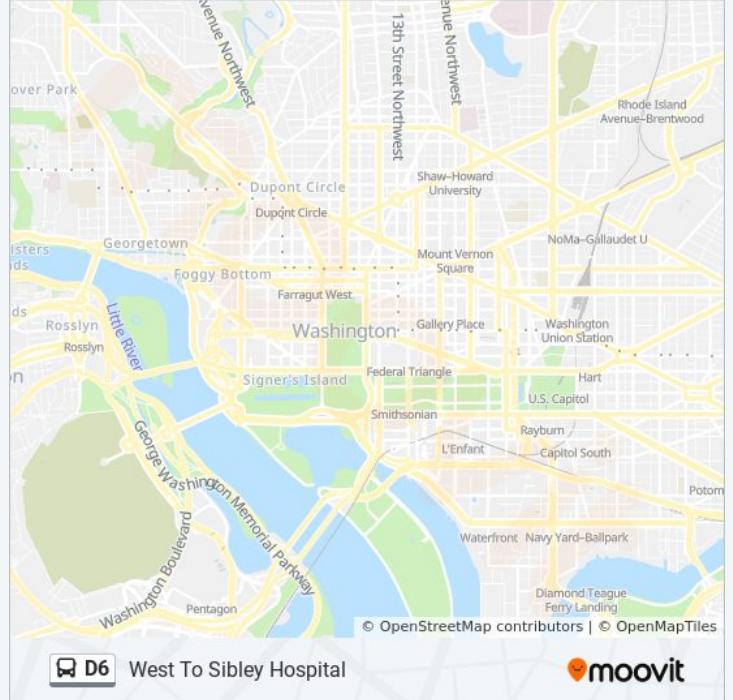 venue Northwest
13th Street Northwest
enue Northwest
over Park
Rhode Island
Avenue–Brentwood
Shaw–Howard
University
Dupont Circle
Dupont Circle
Georgetown
NoMa–Gallaudet U
isters
nds
Mount Vernon
Square
Foggy Bottom
Farragut West
Little River
ds
Rosslyn
Rosslyn
Washington
Gallery Place
Washington
Union Station
on
Signer's Island
Federal Triangle
Hart
U.S. Capitol
Smithsonian
Rayburn
L'Enfant
Capitol South
George Washington Memorial Parkway
Potom
Washington Boulevard
Waterfront
Navy Yard–Ballpark
Diamond Teague
Ferry Landing
Pentagon
© OpenStreetMap contributors | © OpenMapTiles
D6 West To Sibley Hospital
moovit